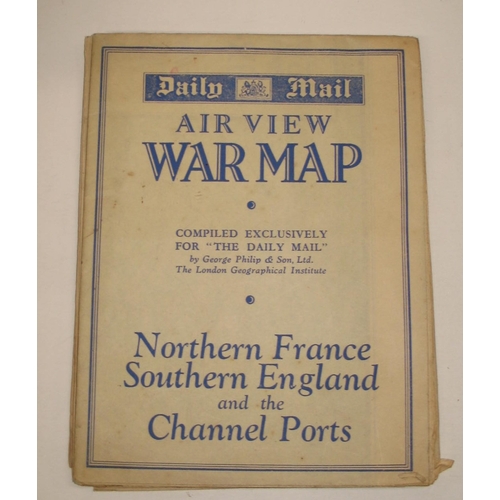 Daily Mail
AIR VIEW
WAR MAP
COMPILED EXCLUSIVELY
FOR "THE DAILY MAIL"
by George Philip & Son, Ltd.
The London Geographical Institute
Northern France
Southern England
and the
Channel Ports